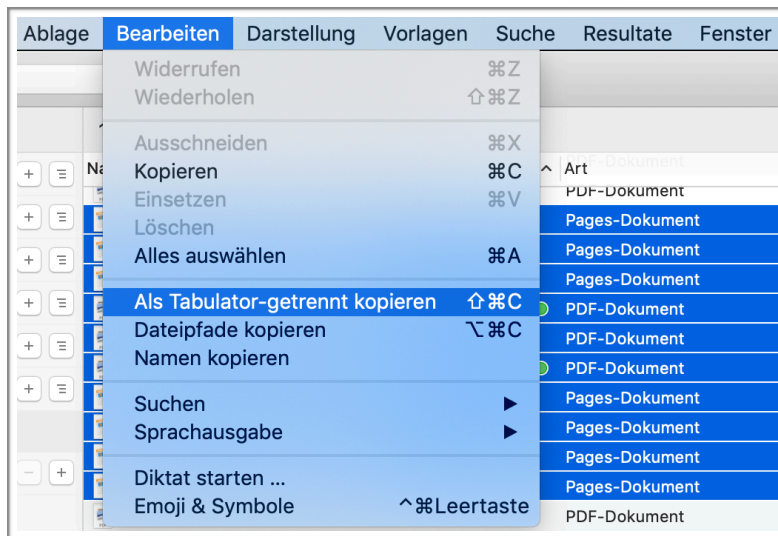 Ablage Bearbeiten Darstellung Vorlagen Suche Resultate Fenster
Widerrufen ⌘Z
Wiederholen ⇧⌘Z
Ausschneiden ⌘X
Kopieren ⌘C
Einsetzen ⌘V
Löschen
Alles auswählen ⌘A
Als Tabulator-getrennt kopieren ⇧⌘C
Dateipfade kopieren ⌥⌘C
Namen kopieren
Suchen ▶
Sprachausgabe ▶
Diktat starten ...
Emoji & Symbole ^⌘Leertaste
Art
PDF-Dokument
PDF-Dokument
Pages-Dokument
Pages-Dokument
Pages-Dokument
PDF-Dokument
PDF-Dokument
PDF-Dokument
Pages-Dokument
Pages-Dokument
Pages-Dokument
Pages-Dokument
PDF-Dokument